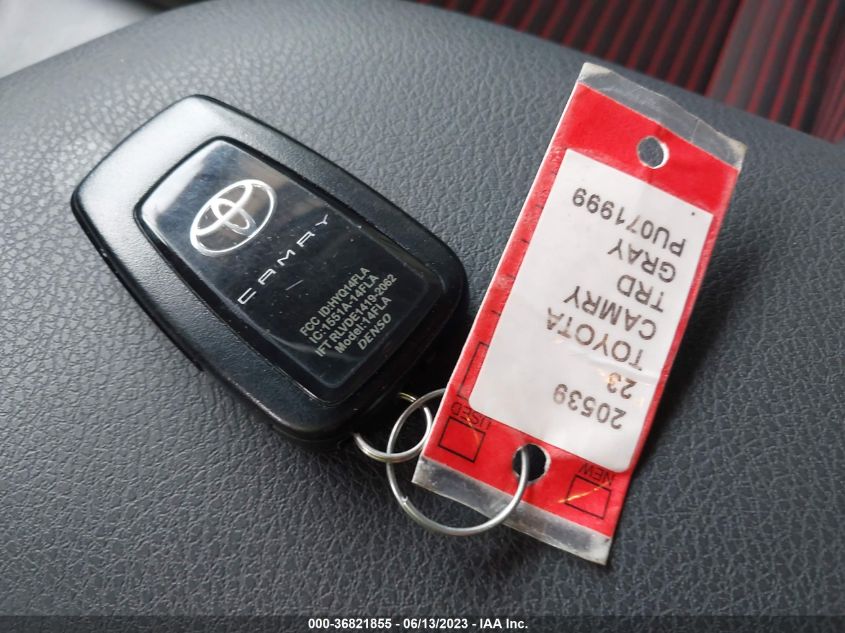 CAMRY
FCC ID:HYQ14FLA
IC:1551A-14FLA
IFT RLVDE1419-2062
Model:14FLA
DENSO
20539
23
TOYOTA
CAMRY
TRD
GRAY
PU071999
USED
NEW
000-36821855 - 06/13/2023 - IAA Inc.